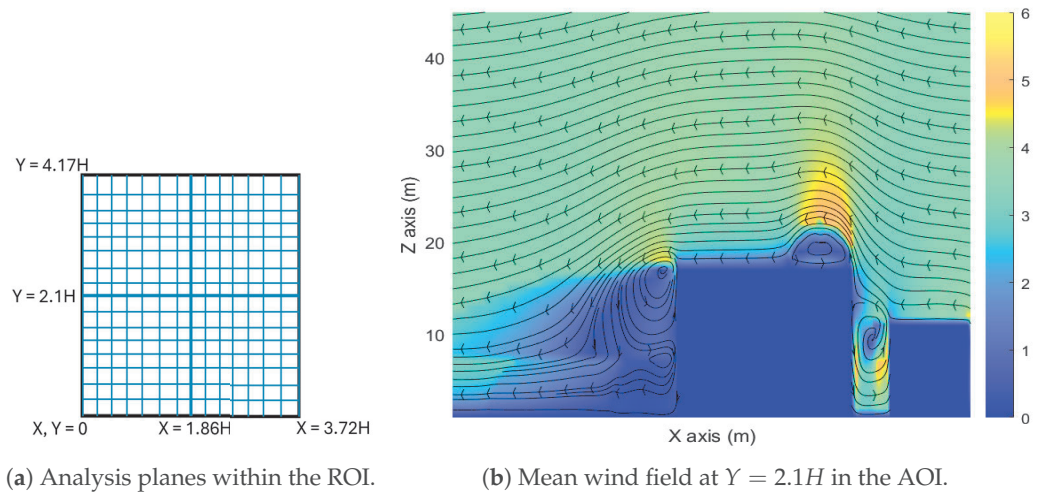 Y = 4.17H
Y = 2.1H
X, Y = 0
X = 1.86H
X = 3.72H
(a) Analysis planes within the ROI.
40
30
20
10
Z axis (m)
X axis (m)
6
5
4
3
2
1
0
(b) Mean wind field at Y = 2.1H in the AOI.